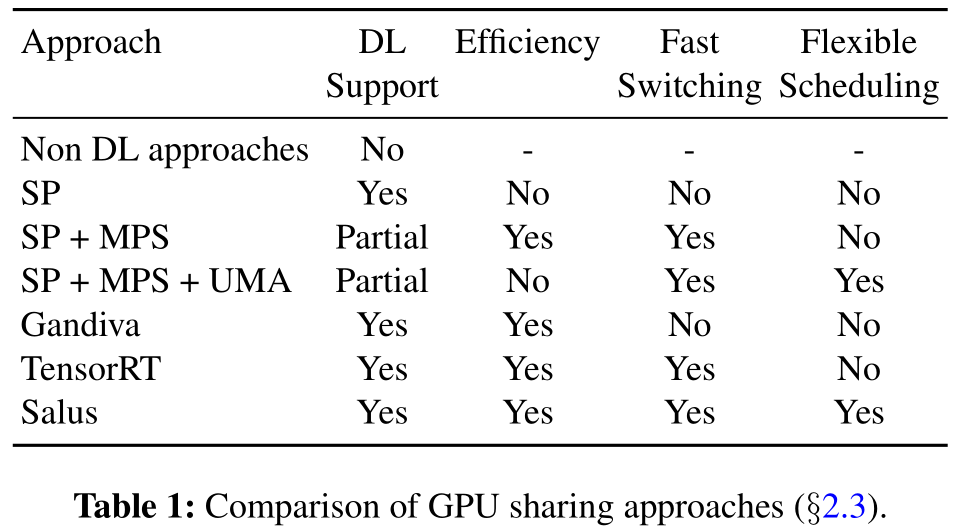 Approach DL Efficiency Fast Flexible
Support Switching Scheduling
Non DL approaches No - - -
SP Yes No No No
SP + MPS Partial Yes Yes No
SP + MPS + UMA Partial No Yes Yes
Gandiva Yes Yes No No
TensorRT Yes Yes Yes No
Salus Yes Yes Yes Yes
Table 1: Comparison of GPU sharing approaches (§2.3).